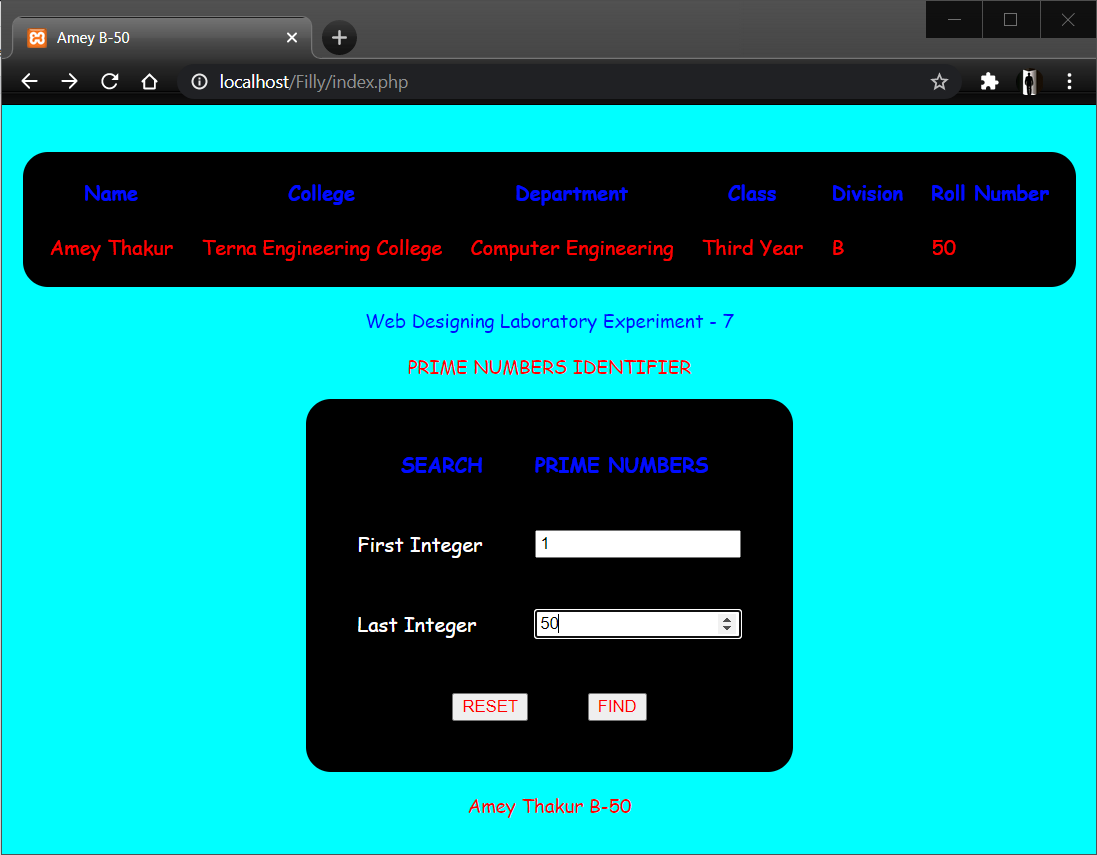 Amey B-50
localhost/Filly/index.php
Name College Department Class Division Roll Number
Amey Thakur Terna Engineering College Computer Engineering Third Year B 50
Web Designing Laboratory Experiment - 7
PRIME NUMBERS IDENTIFIER
SEARCH PRIME NUMBERS
First Integer 1
Last Integer 50
RESET FIND
Amey Thakur B-50